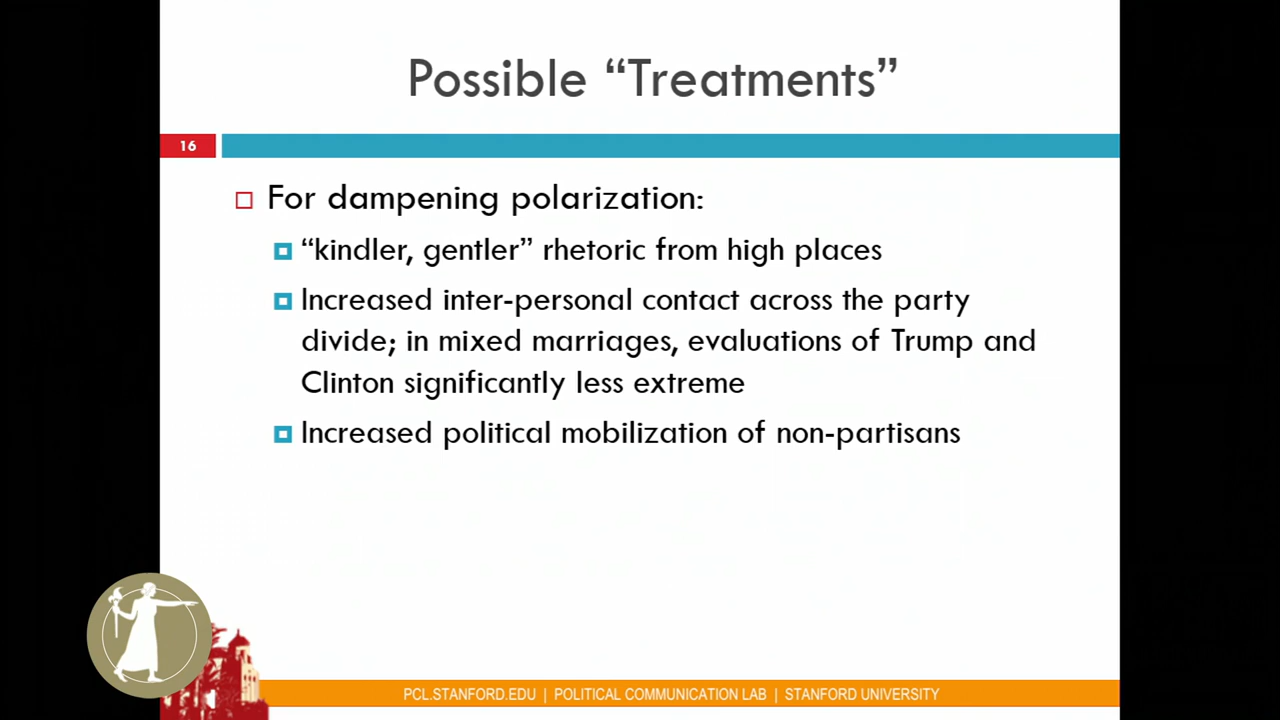 Possible “Treatments”
16
For dampening polarization:
“kindler, gentler” rhetoric from high places
Increased inter-personal contact across the party
divide; in mixed marriages, evaluations of Trump and
Clinton significantly less extreme
Increased political mobilization of non-partisans
PCL.STANFORD.EDU | POLITICAL COMMUNICATION LAB | STANFORD UNIVERSITY